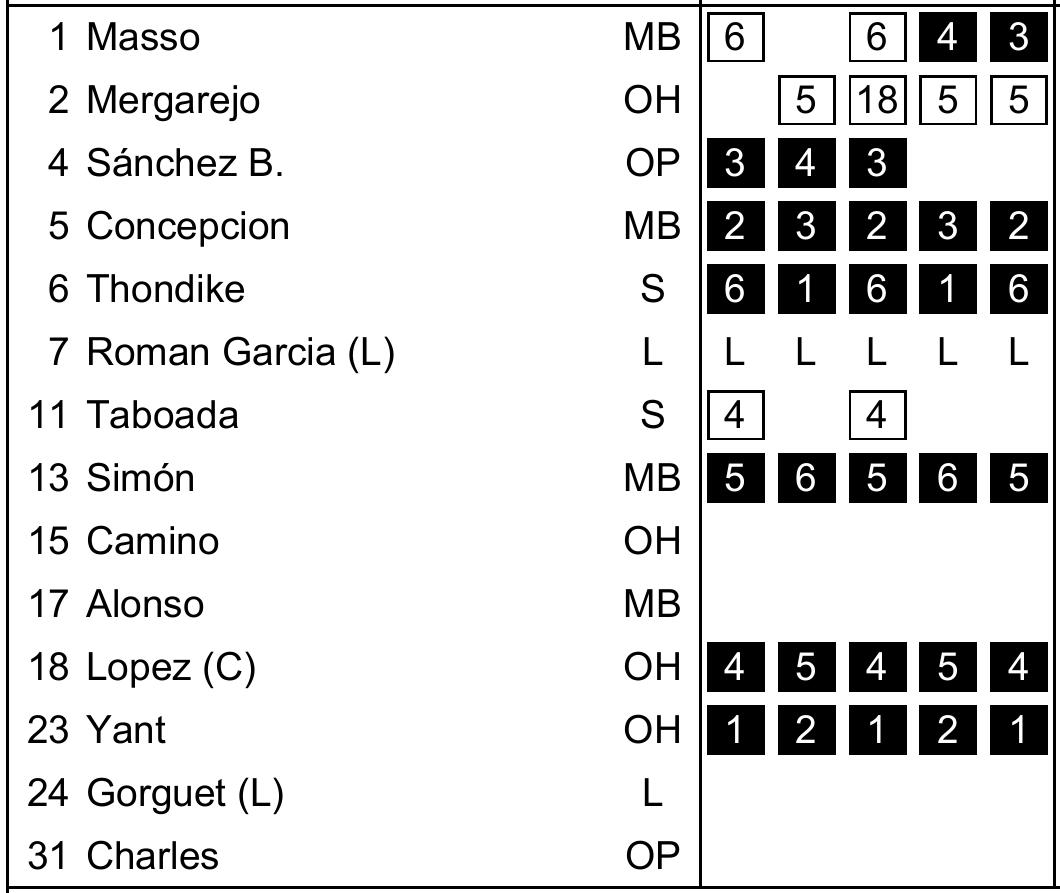 1 Masso MB 6 6 4 3
2 Mergarejo OH 5 18 5 5
4 Sánchez B. OP 3 4 3
5 Concepcion MB 2 3 2 3 2
6 Thondike S 6 1 6 1 6
7 Roman Garcia (L) L L L L L L
11 Taboada S 4 4
13 Simón MB 5 6 5 6 5
15 Camino OH
17 Alonso MB
18 Lopez (C) OH 4 5 4 5 4
23 Yant OH 1 2 1 2 1
24 Gorguet (L) L
31 Charles OP